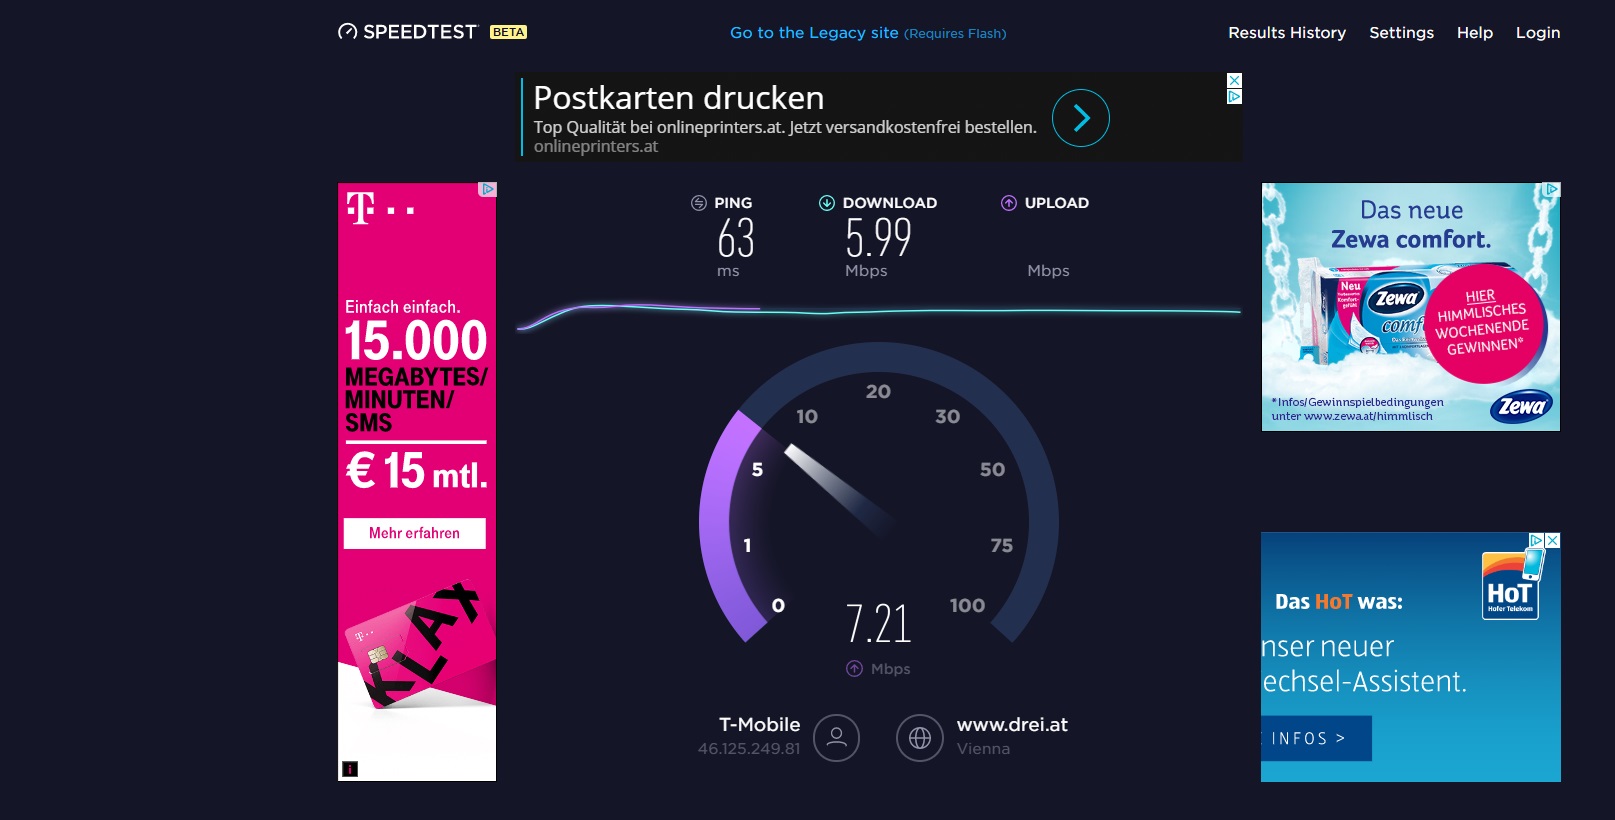 SPEEDTEST BETA
Go to the Legacy site (Requires Flash)
Results History Settings Help Login
Postkarten drucken
Top Qualität bei onlineprinters.at. Jetzt versandkostenfrei bestellen.
onlineprinters.at
T
Einfach einfach.
15.000
MEGABYTES/
MINUTEN/
SMS
€ 15 mtl.
Mehr erfahren
KLAX
PING DOWNLOAD UPLOAD
63 5.99
ms Mbps Mbps
20
10 30
5 50
1 75
0 100
7.21
Mbps
T-Mobile
46.125.249.81
www.drei.at
Vienna
Das neue
Zewa comfort.
Neu
Zewa
HIER
HIMMLISCHES
WOCHENENDE
GEWINNEN*
*Infos/Gewinnspielbedingungen
unter www.zewa.at/himmlisch
Zewa
HoT
Hofer Telekom
Das HoT was:
nser neuer
echsel-Assistent.
INFOS >